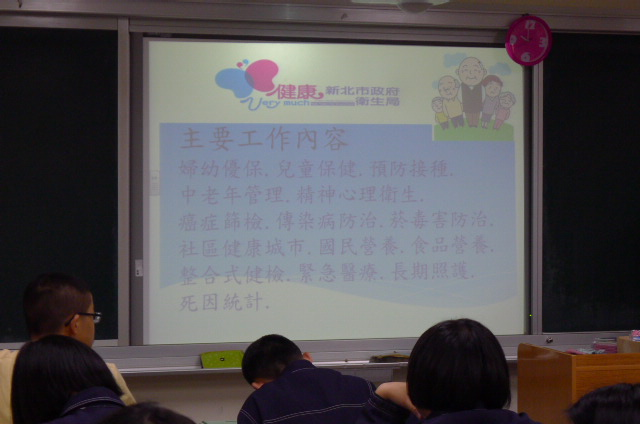 健康 新北市政府
Very much 衛生局
主要工作內容
婦幼優保．兒童保健．預防接種．
中老年管理．精神心理衛生．
癌症篩檢．傳染病防治．菸毒害防治．
社區健康城市．國民營養．食品營養．
整合式健檢．緊急醫療．長期照護．
死因統計．